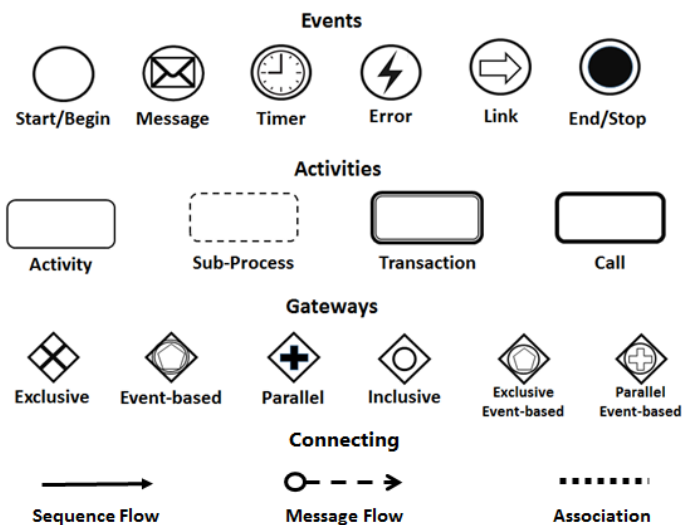 Events
Start/Begin Message Timer Error Link End/Stop
Activities
Activity Sub-Process Transaction Call
Gateways
Exclusive Event-based Parallel Inclusive Exclusive Event-based Parallel Event-based
Connecting
Sequence Flow Message Flow Association